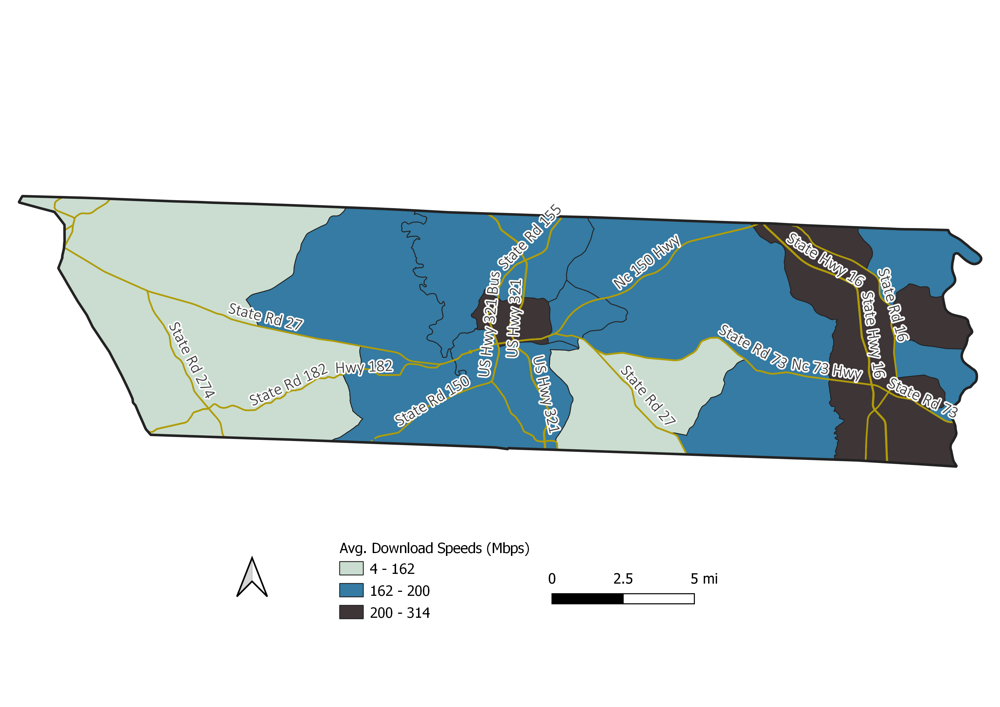 State Rd 155
Nc 150 Hwy
State Hwy 16
State Rd 16
US Hwy 321 Bus
US Hwy 321
State Rd 27
State Hwy 16
State Rd 274
State Rd 73 Nc 73 Hwy
State Rd 182
Hwy 182
US Hwy
US Hwy 321
State Rd 27
State Rd 150
State Rd 73
Avg. Download Speeds (Mbps)
4 - 162
162 - 200
200 - 314
0 2.5 5 mi